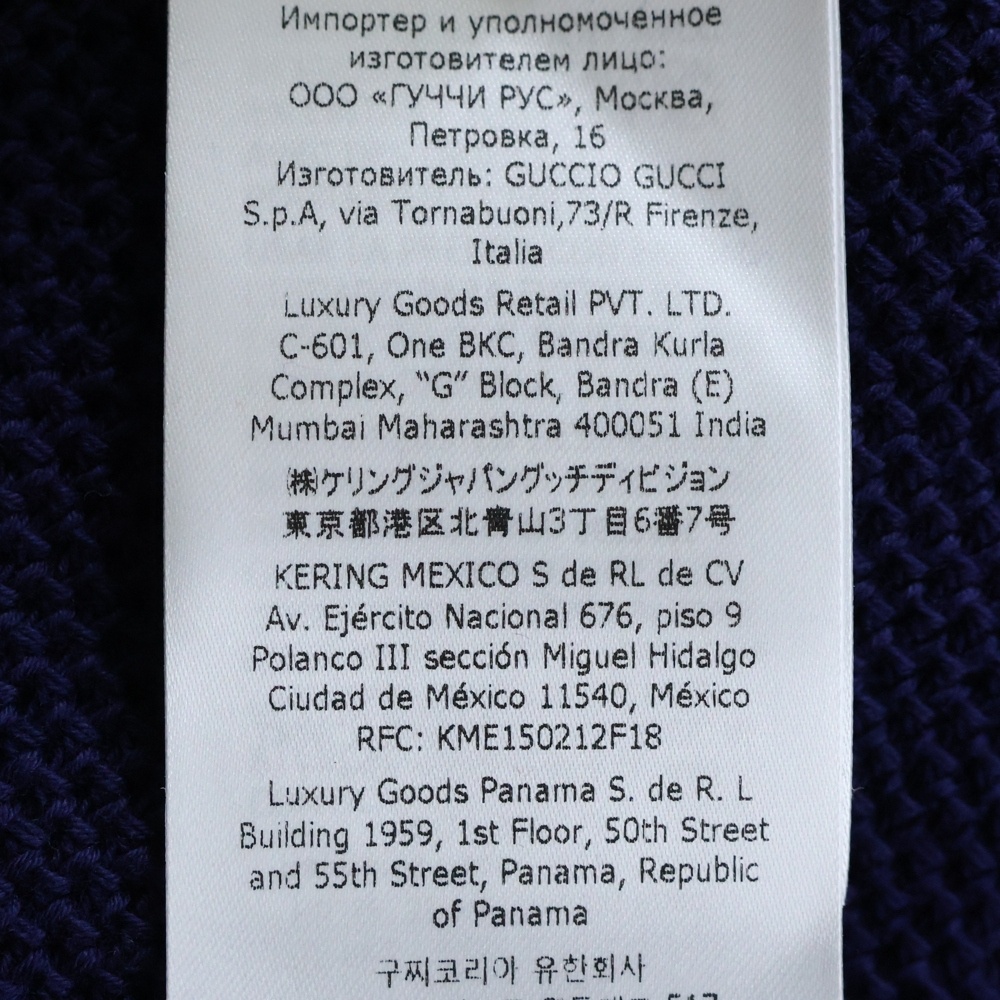 Импортер и уполномоченное
изготовителем лицо:
ООО «ГУЧЧИ РУС», Москва,
Петровка, 16
Изготовитель: GUCCIO GUCCI
S.p.A, via Tornabuoni,73/R Firenze,
Italia
Luxury Goods Retail PVT. LTD.
C-601, One BKC, Bandra Kurla
Complex, “G” Block, Bandra (E)
Mumbai Maharashtra 400051 India
㈱ケリングジャパングッチディビジョン
東京都港区北青山3丁目6番7号
KERING MEXICO S de RL de CV
Av. Ejército Nacional 676, piso 9
Polanco III sección Miguel Hidalgo
Ciudad de México 11540, México
RFC: KME150212F18
Luxury Goods Panama S. de R. L
Building 1959, 1st Floor, 50th Street
and 55th Street, Panama, Republic
of Panama
구찌코리아 유한회사